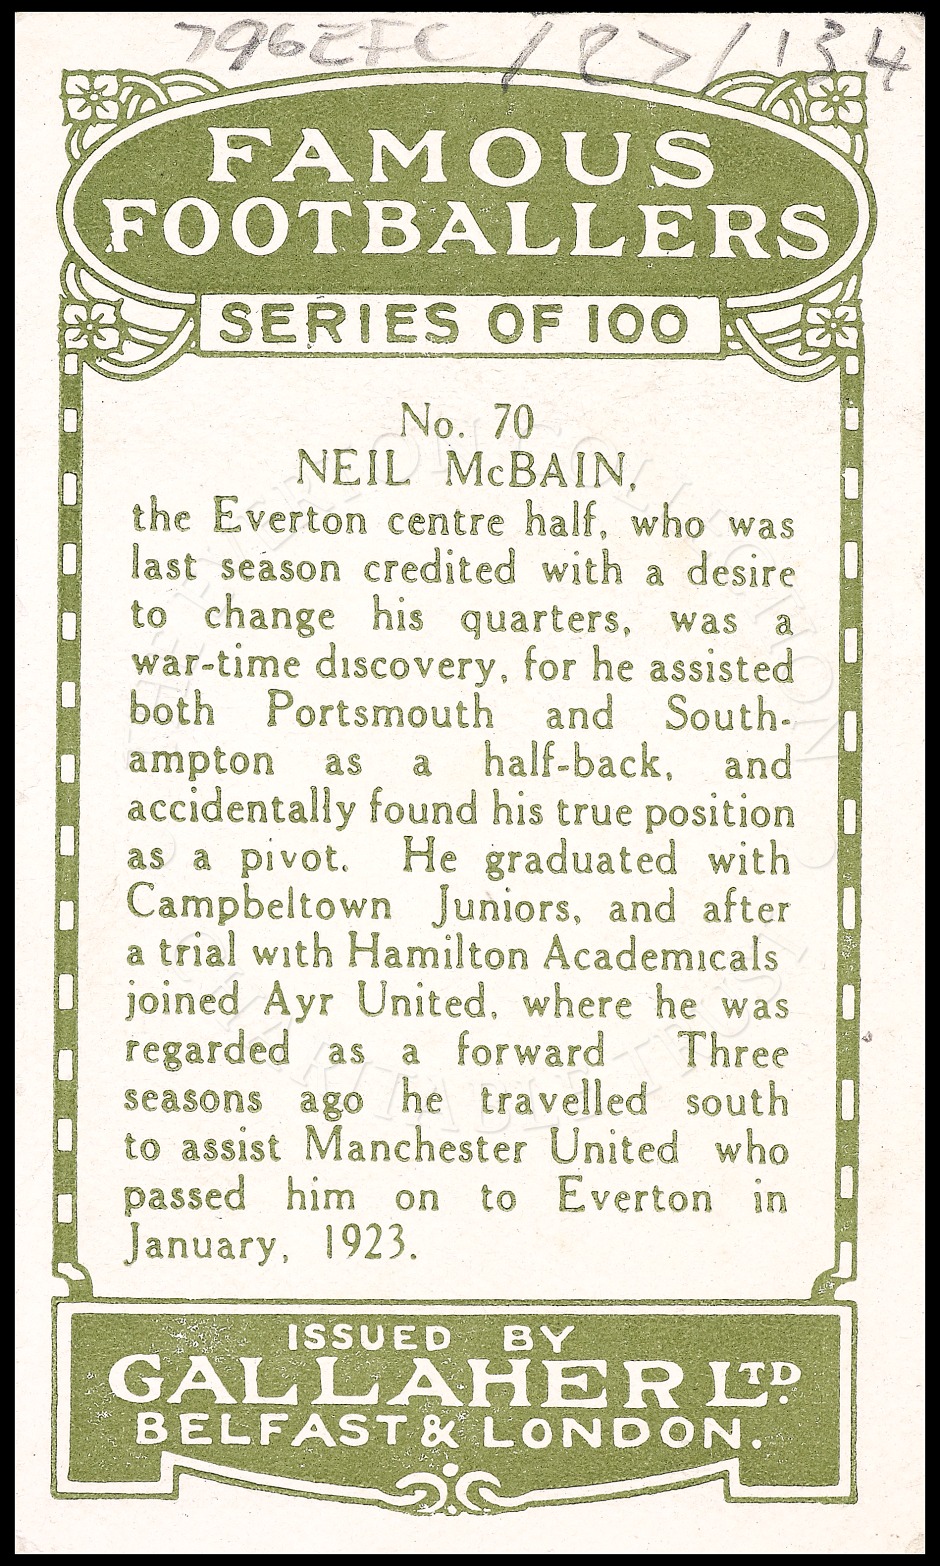 796EFC/87/134
FAMOUS
FOOTBALLERS
SERIES OF 100
No. 70
NEIL McBAIN,
the Everton centre half, who was
last season credited with a desire
to change his quarters, was a
war-time discovery, for he assisted
both Portsmouth and South-
ampton as a half-back, and
accidentally found his true position
as a pivot. He graduated with
Campbeltown Juniors, and after
a trial with Hamilton Academicals
joined Ayr United, where he was
regarded as a forward Three
seasons ago he travelled south
to assist Manchester United who
passed him on to Everton in
January, 1923.
THE EVERTON COLLECTION
CHARITABLE TRUST
ISSUED BY
GALLAHER LTD.
BELFAST & LONDON.